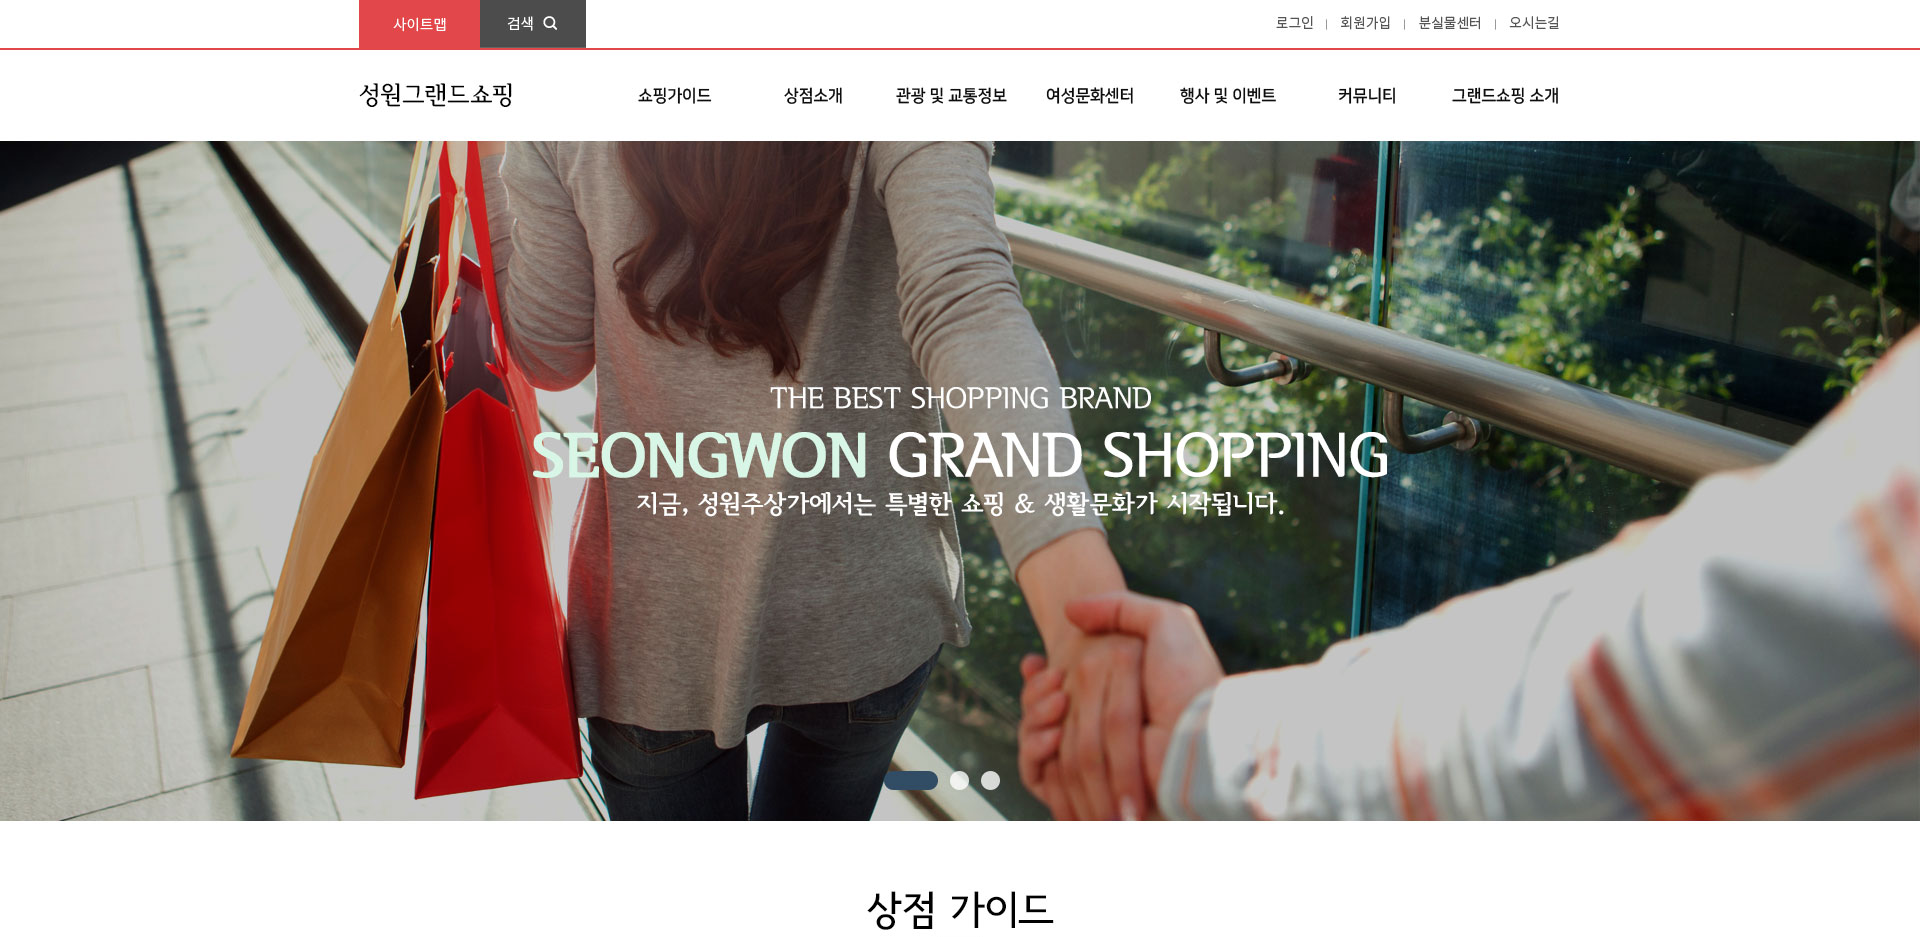 사이트맵 검색 로그인 회원가입 분실물센터 오시는길
성원그랜드쇼핑 쇼핑가이드 상점소개 관광 및 교통정보 여성문화센터 행사 및 이벤트 커뮤니티 그랜드쇼핑 소개
THE BEST SHOPPING BRAND
SEONGWON GRAND SHOPPING
지금, 성원주상가에서는 특별한 쇼핑 & 생활문화가 시작됩니다.
상점 가이드